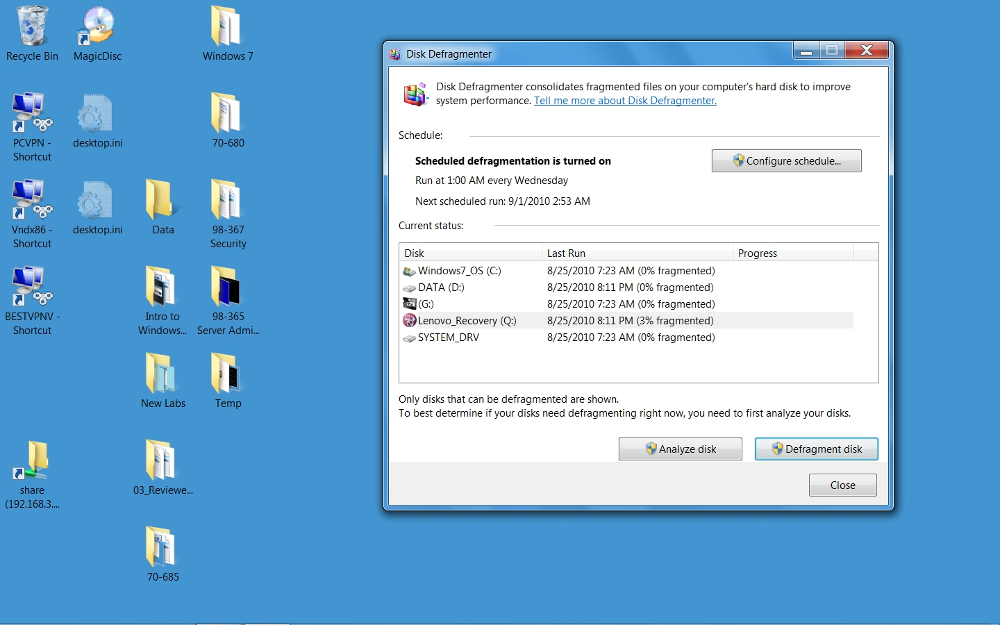 Recycle Bin
MagicDisc
Windows 7
PCVPN -
Shortcut
desktop.ini
70-680
Vndx86 -
Shortcut
desktop.ini
Data
98-367
Security
BESTVPNV -
Shortcut
Intro to
Windows...
98-365
Server Admi...
New Labs
Temp
share
(192.168.3....
03_Reviewe...
70-685
Disk Defragmenter
Disk Defragmenter consolidates fragmented files on your computer's hard disk to improve
system performance. Tell me more about Disk Defragmenter.
Schedule:
Scheduled defragmentation is turned on
Configure schedule...
Run at 1:00 AM every Wednesday
Next scheduled run: 9/1/2010 2:53 AM
Current status:
Disk Last Run Progress
Windows7_OS (C:) 8/25/2010 7:23 AM (0% fragmented)
DATA (D:) 8/25/2010 8:11 PM (0% fragmented)
(G:) 8/25/2010 7:23 AM (0% fragmented)
Lenovo_Recovery (Q:) 8/25/2010 8:11 PM (3% fragmented)
SYSTEM_DRV 8/25/2010 7:23 AM (0% fragmented)
Only disks that can be defragmented are shown.
To best determine if your disks need defragmenting right now, you need to first analyze your disks.
Analyze disk Defragment disk
Close